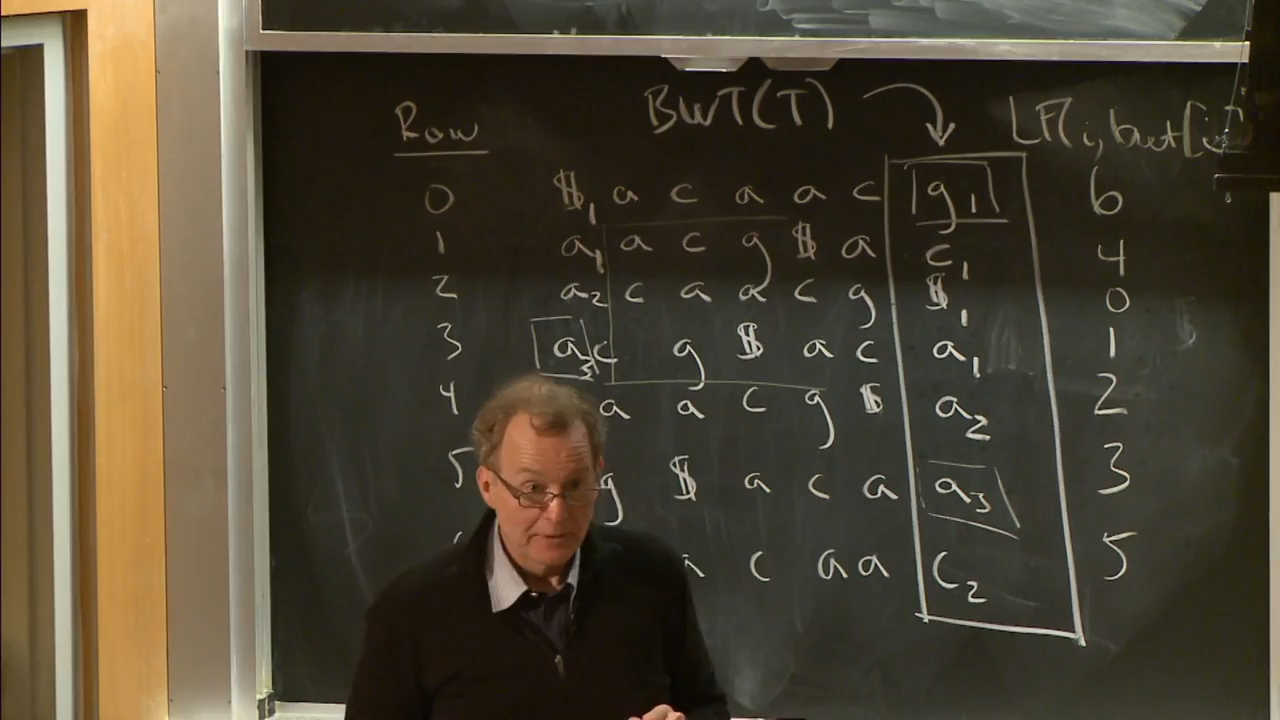 BWT(T)
Row LF(i, bwt[i])
0 $₁ a c a a c g₁ 6
1 a₁ a c g $ a c₁ 4
2 a₂ c a a c g $₁ 0
3 a₃ c g $ a c a₁ 1
4 a a c g $ a₂ 2
5 g $ a c a a₃ 3
a c a a c₂ 5